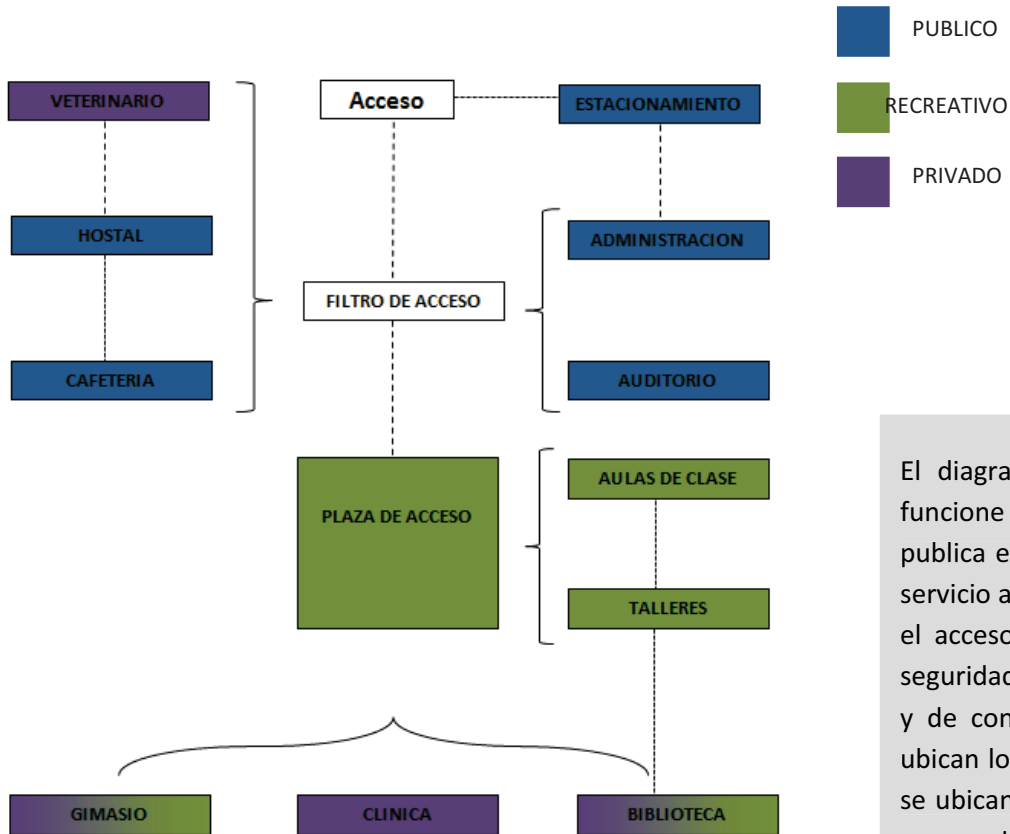 PUBLICO
RECREATIVO
PRIVADO
VETERINARIO
HOSTAL
CAFETERIA
Acceso
FILTRO DE ACCESO
PLAZA DE ACCESO
ESTACIONAMIENTO
ADMINISTRACION
AUDITORIO
AULAS DE CLASE
TALLERES
GIMASIO
CLINICA
BIBLIOTECA
El diagra
funcione
publica e
servicio a
el acceso
seguridad
y de con
ubican lo
se ubican